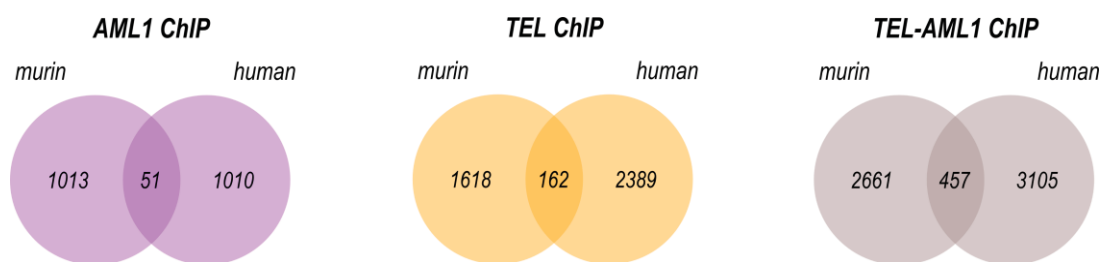 AML1 ChIP TEL ChIP TEL-AML1 ChIP
murin human murin human murin human
1013 51 1010 1618 162 2389 2661 457 3105